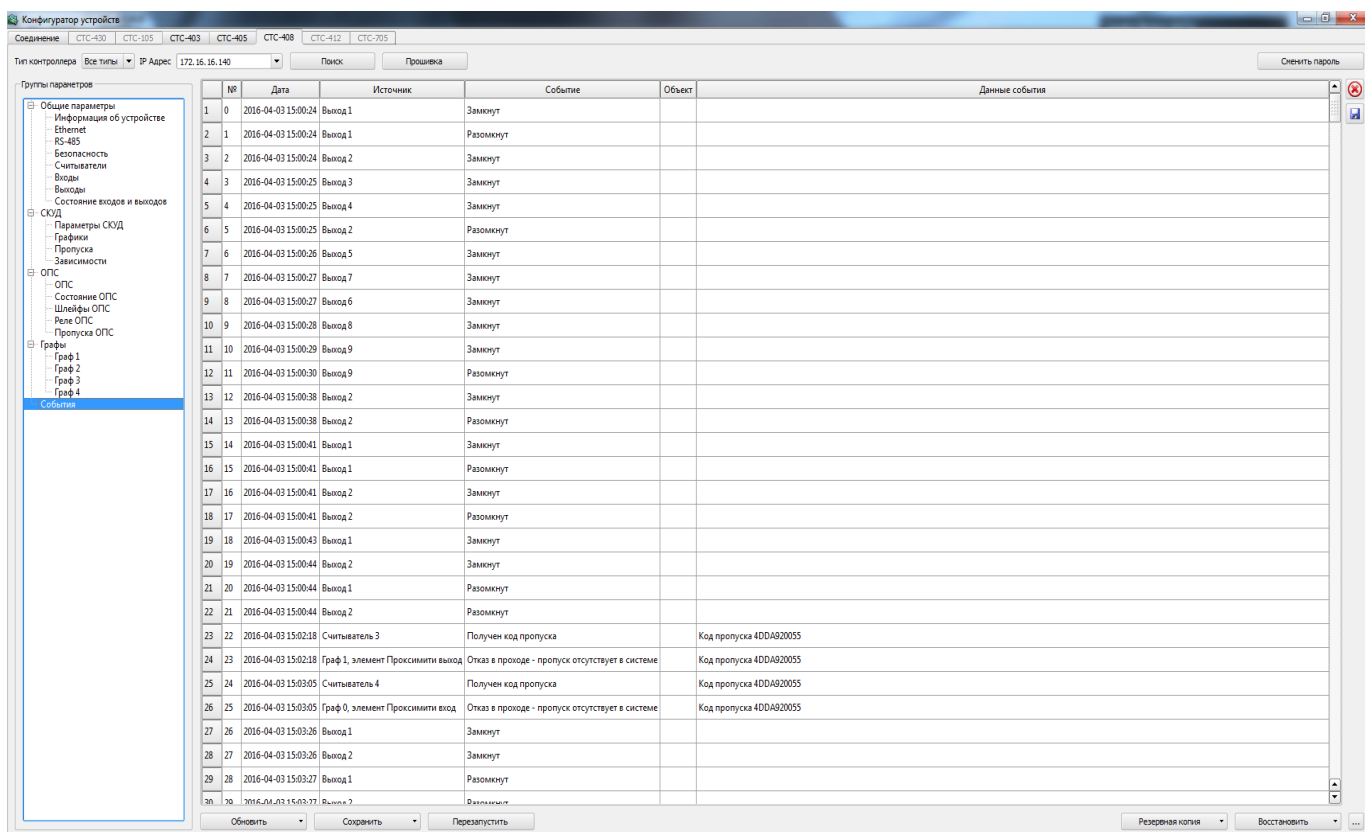 Конфигуратор устройств
Соединение СТС-430 СТС-105 СТС-403 СТС-405 СТС-408 СТС-412 СТС-705
Тип контроллера Все типы IP Адрес 172.16.16.140 Поиск Прошивка Сменить пароль
Группы параметров
Общие параметры
Информация об устройстве
Ethernet
RS-485
Безопасность
Считыватели
Входы
Выходы
Состояние входов и выходов
СКУД
Параметры СКУД
Графики
Пропуска
Зависимости
ОПС
ОПС
Состояние ОПС
Шлейфы ОПС
Реле ОПС
Пропуска ОПС
Графы
Граф 1
Граф 2
Граф 3
Граф 4
События
№ Дата Источник Событие Объект Данные события
1 0 2016-04-03 15:00:24 Выход 1 Замкнут
2 1 2016-04-03 15:00:24 Выход 1 Разомкнут
3 2 2016-04-03 15:00:24 Выход 2 Замкнут
4 3 2016-04-03 15:00:25 Выход 3 Замкнут
5 4 2016-04-03 15:00:25 Выход 4 Замкнут
6 5 2016-04-03 15:00:25 Выход 2 Разомкнут
7 6 2016-04-03 15:00:26 Выход 5 Замкнут
8 7 2016-04-03 15:00:27 Выход 7 Замкнут
9 8 2016-04-03 15:00:27 Выход 6 Замкнут
10 9 2016-04-03 15:00:28 Выход 8 Замкнут
11 10 2016-04-03 15:00:29 Выход 9 Замкнут
12 11 2016-04-03 15:00:30 Выход 9 Разомкнут
13 12 2016-04-03 15:00:38 Выход 2 Замкнут
14 13 2016-04-03 15:00:38 Выход 2 Разомкнут
15 14 2016-04-03 15:00:41 Выход 1 Замкнут
16 15 2016-04-03 15:00:41 Выход 1 Разомкнут
17 16 2016-04-03 15:00:41 Выход 2 Замкнут
18 17 2016-04-03 15:00:41 Выход 2 Разомкнут
19 18 2016-04-03 15:00:43 Выход 1 Замкнут
20 19 2016-04-03 15:00:44 Выход 2 Замкнут
21 20 2016-04-03 15:00:44 Выход 1 Разомкнут
22 21 2016-04-03 15:00:44 Выход 2 Разомкнут
23 22 2016-04-03 15:02:18 Считыватель 3 Получен код пропуска Код пропуска 4DDA920055
24 23 2016-04-03 15:02:18 Граф 1, элемент Проксимити выход Отказ в проходе - пропуск отсутствует в системе Код пропуска 4DDA920055
25 24 2016-04-03 15:03:05 Считыватель 4 Получен код пропуска Код пропуска 4DDA920055
26 25 2016-04-03 15:03:05 Граф 0, элемент Проксимити вход Отказ в проходе - пропуск отсутствует в системе Код пропуска 4DDA920055
27 26 2016-04-03 15:03:26 Выход 1 Замкнут
28 27 2016-04-03 15:03:26 Выход 2 Замкнут
29 28 2016-04-03 15:03:27 Выход 1 Разомкнут
30 29 2016-04-03 15:03:27 Выход 2 Разомкнут
Обновить Сохранить Перезапустить Резервная копия Восстановить ...